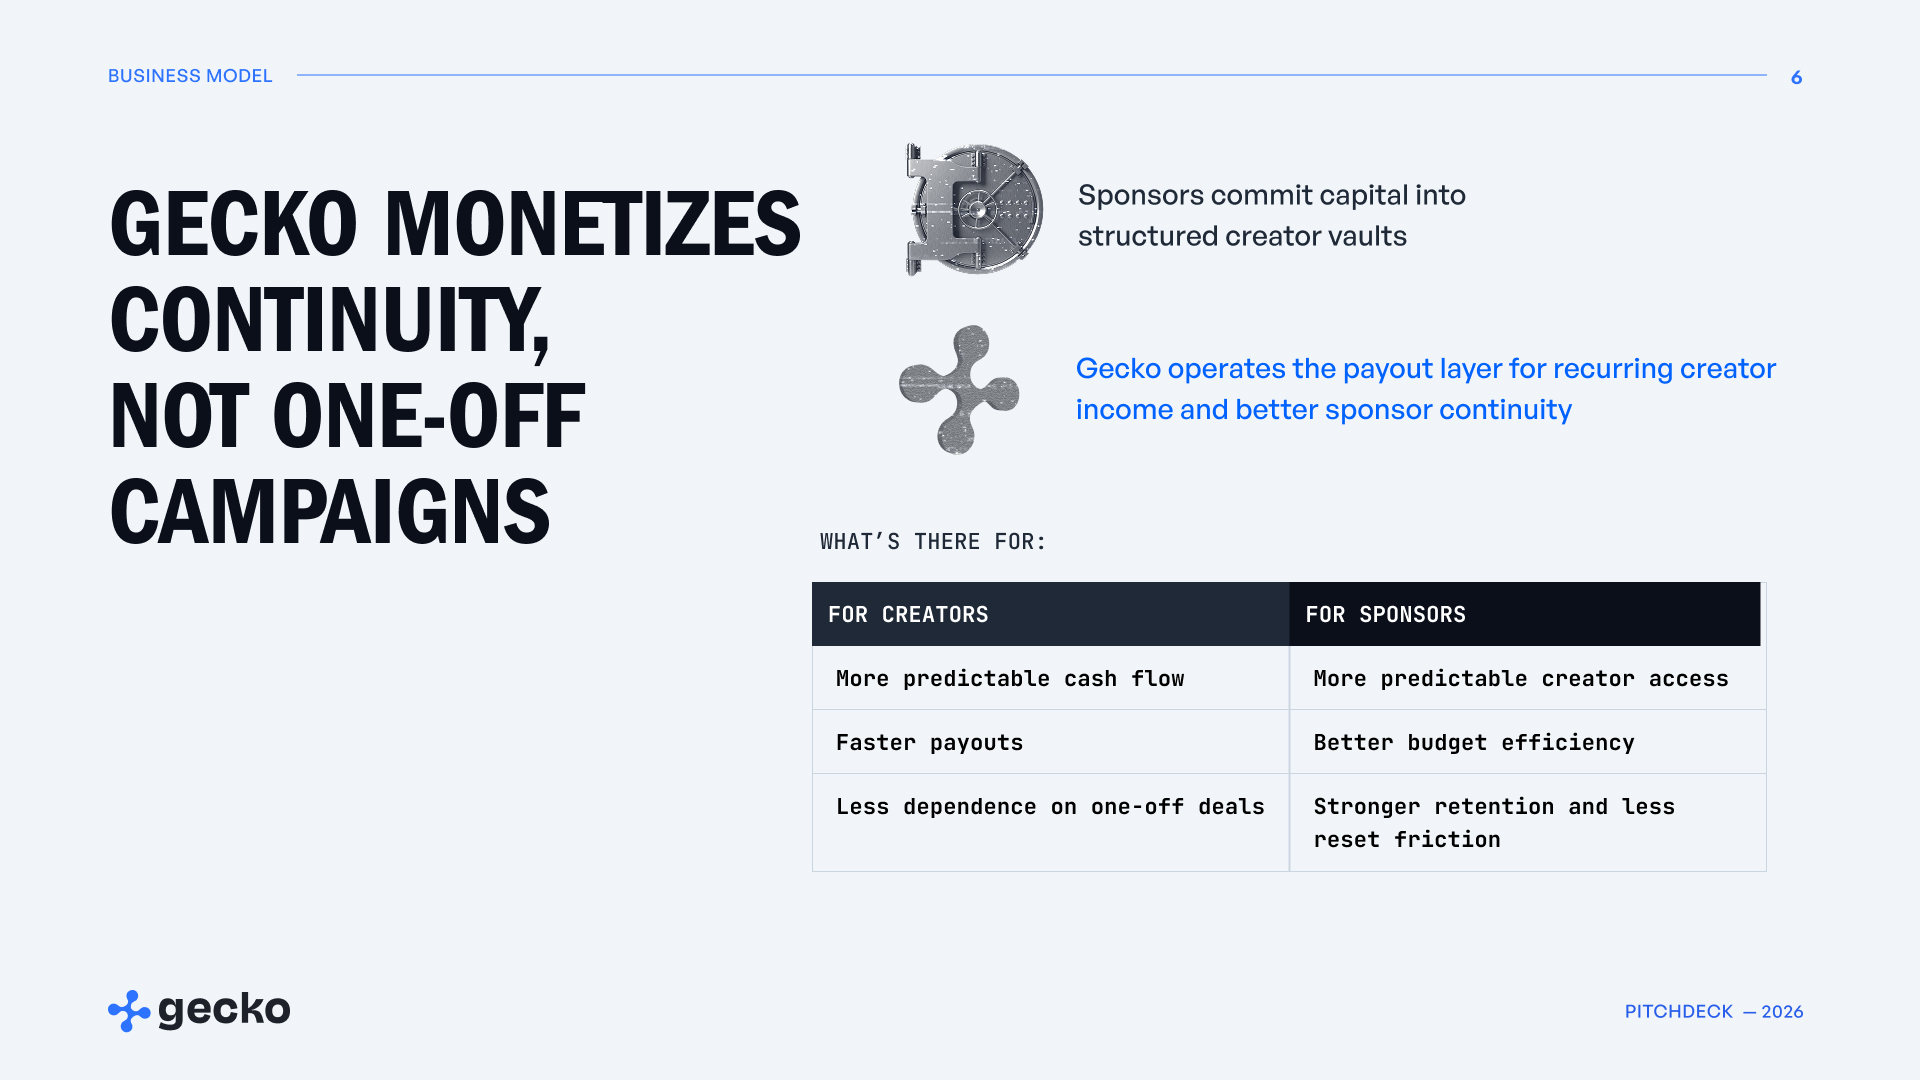 BUSINESS MODEL
6
GECKO MONETIZES
CONTINUITY,
NOT ONE-OFF
CAMPAIGNS
Sponsors commit capital into
structured creator vaults
Gecko operates the payout layer for recurring creator
income and better sponsor continuity
WHAT’S THERE FOR:
FOR CREATORS
FOR SPONSORS
More predictable cash flow
More predictable creator access
Faster payouts
Better budget efficiency
Less dependence on one-off deals
Stronger retention and less
reset friction
gecko
PITCHDECK — 2026